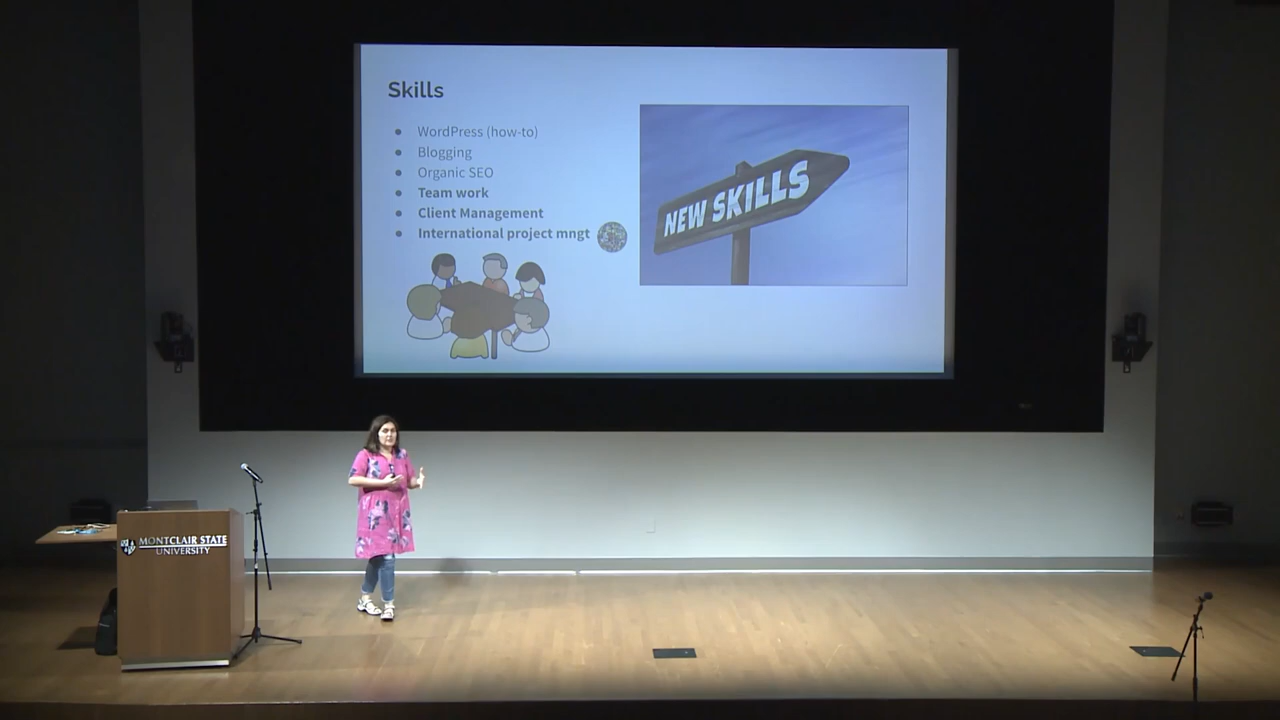 Skills
WordPress (how-to)
Blogging
Organic SEO
Team work
Client Management
International project mngt
NEW SKILLS
MONTCLAIR STATE
UNIVERSITY